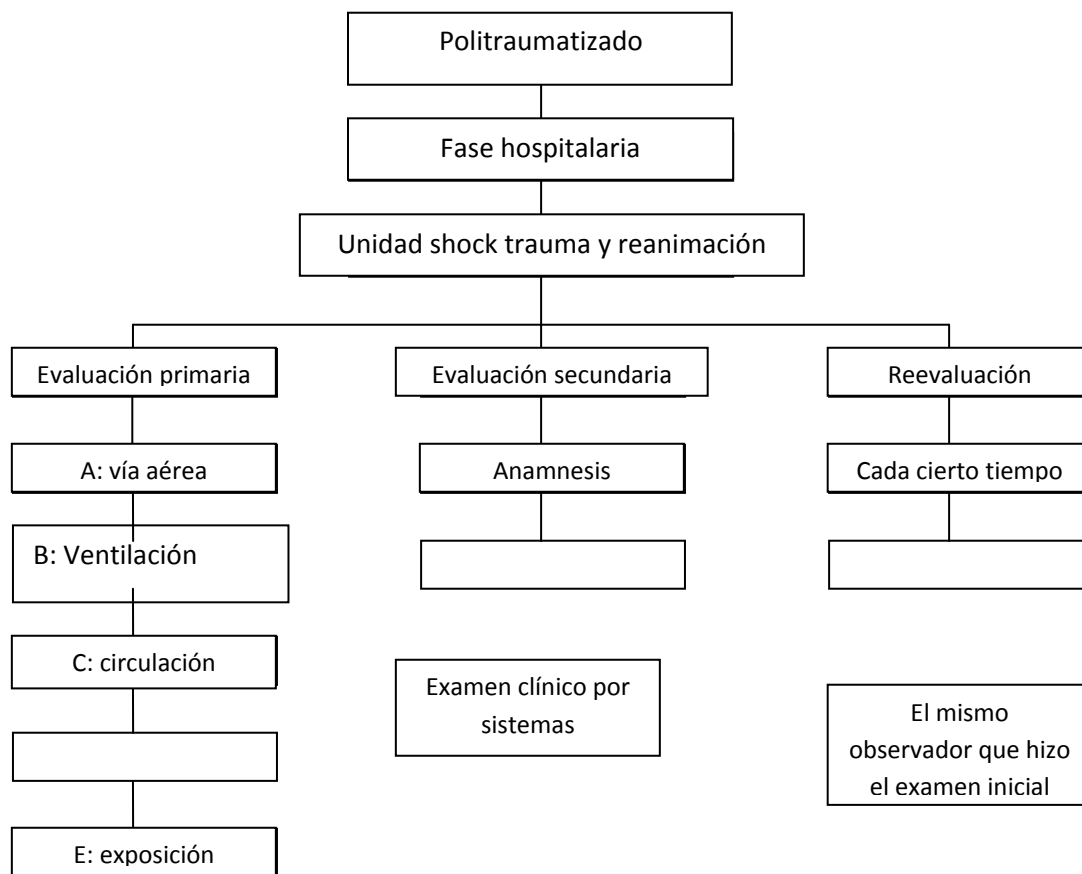 Politraumatizado
Fase hospitalaria
Unidad shock trauma y reanimación
Evaluación primaria
Evaluación secundaria
Reevaluación
A: vía aérea
Anamnesis
Cada cierto tiempo
B: Ventilación
C: circulación
Examen clínico por
sistemas
El mismo
observador que hizo
el examen inicial
E: exposición